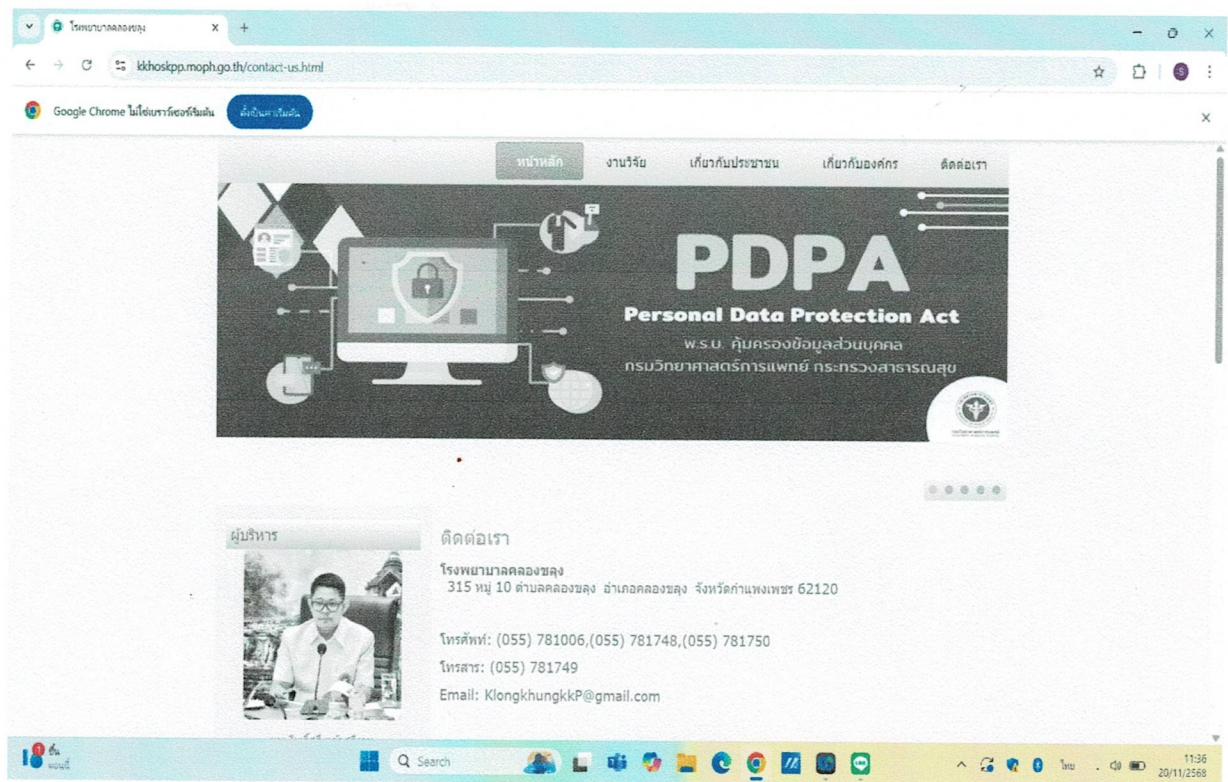 โรงพยาบาลคลองขลุง
kkhoskpp.moph.go.th/contact-us.html
Google Chrome ไม่ใช่เบราว์เซอร์เริ่มต้น ตั้งเป็นค่าเริ่มต้น
หน้าหลัก งานวิจัย เกี่ยวกับประชาชน เกี่ยวกับองค์กร ติดต่อเรา
PDPA
Personal Data Protection Act
พ.ร.บ. คุ้มครองข้อมูลส่วนบุคคล
กรมวิทยาศาสตร์การแพทย์ กระทรวงสาธารณสุข
ผู้บริหาร
ติดต่อเรา
โรงพยาบาลคลองขลุง
315 หมู่ 10 ตำบลคลองขลุง อำเภอคลองขลุง จังหวัดกำแพงเพชร 62120
โทรศัพท์: (055) 781006,(055) 781748,(055) 781750
โทรสาร: (055) 781749
Email: KlongkhungkkP@gmail.com
1 ชื้น
ตอนนี้
Search
ไทย
11:36
20/11/2568